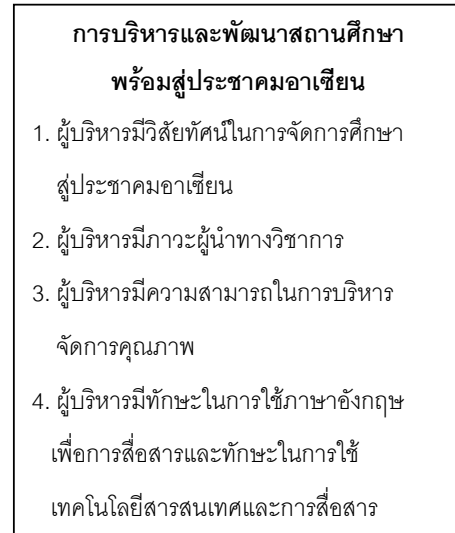 การบริหารและพัฒนาสถานศึกษา
พร้อมสู่ประชาคมอาเซียน
1. ผู้บริหารมีวิสัยทัศน์ในการจัดการศึกษา
สู่ประชาคมอาเซียน
2. ผู้บริหารมีภาวะผู้นำทางวิชาการ
3. ผู้บริหารมีความสามารถในการบริหาร
จัดการคุณภาพ
4. ผู้บริหารมีทักษะในการใช้ภาษาอังกฤษ
เพื่อการสื่อสารและทักษะในการใช้
เทคโนโลยีสารสนเทศและการสื่อสาร